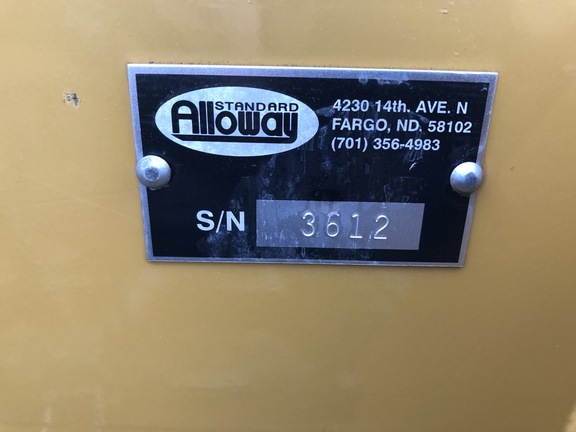 STANDARD
Alloway
4230 14th. AVE. N
FARGO, ND. 58102
(701) 356-4983
S/N 3612